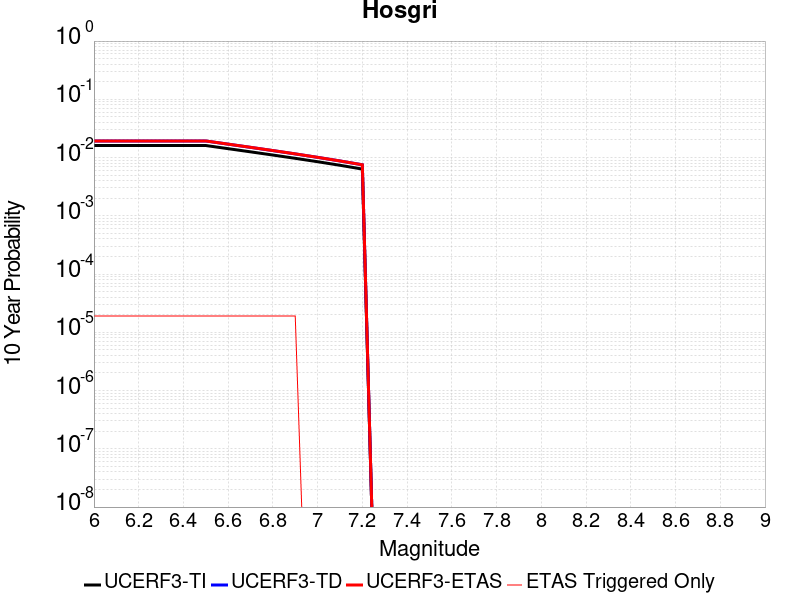 Hosgri
10^0
10^-1
10^-2
10^-3
10^-4
10^-5
10^-6
10^-7
10^-8
10 Year Probability
6 6.2 6.4 6.6 6.8 7 7.2 7.4 7.6 7.8 8 8.2 8.4 8.6 8.8 9
Magnitude
UCERF3-TI UCERF3-TD UCERF3-ETAS ETAS Triggered Only